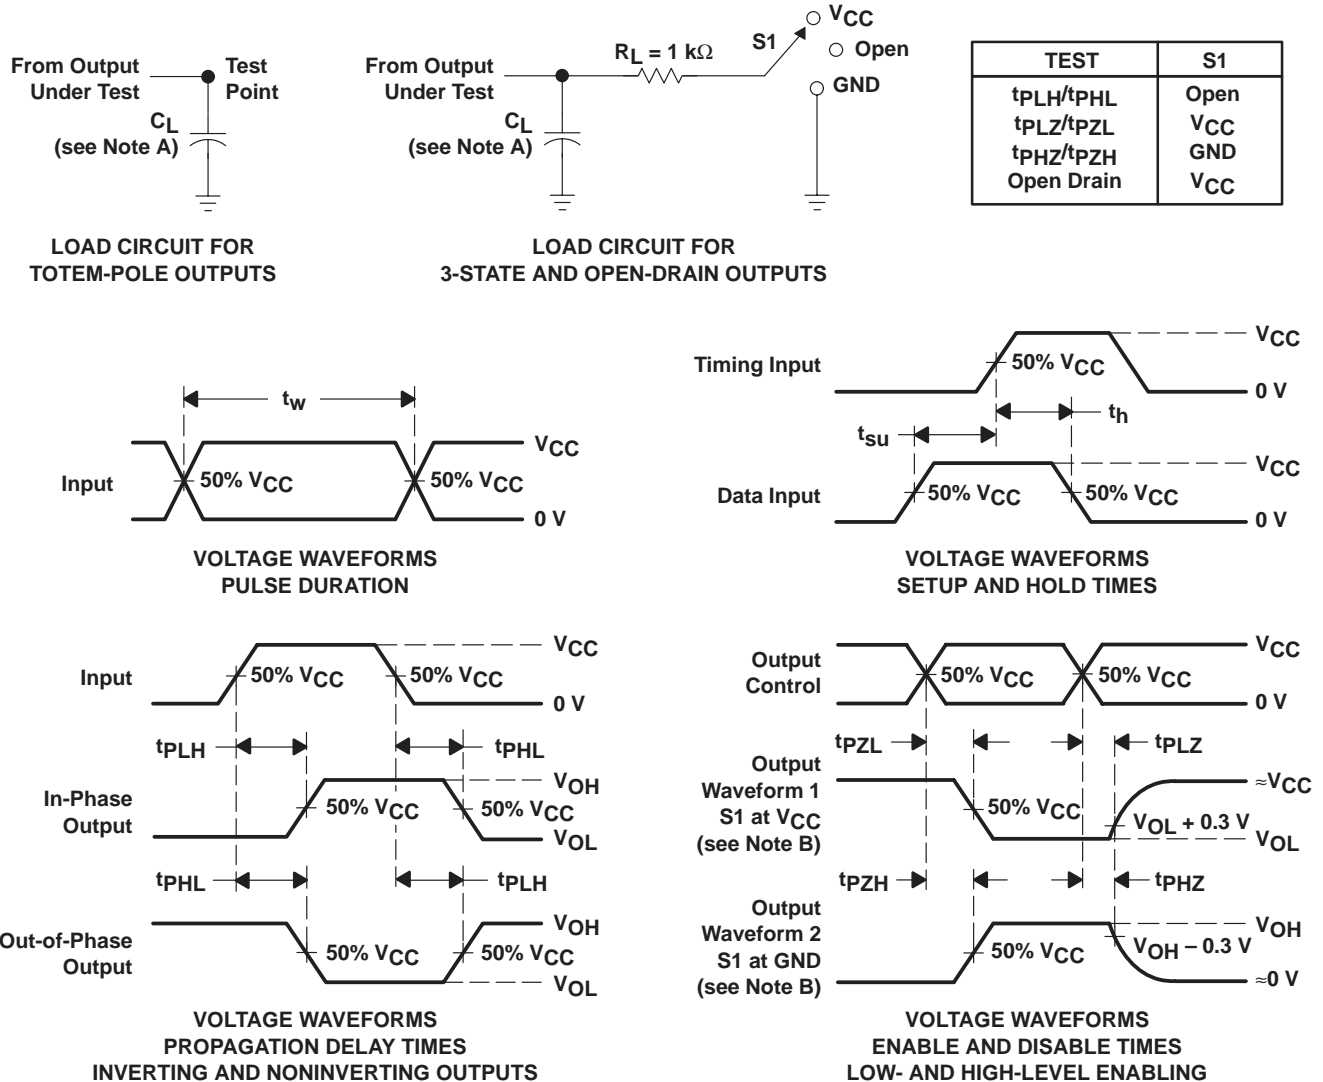 From Output
Under Test
Test
Point
CL
(see Note A)
LOAD CIRCUIT FOR
TOTEM-POLE OUTPUTS
From Output
Under Test
RL = 1 kΩ
S1
VCC
Open
GND
CL
(see Note A)
LOAD CIRCUIT FOR
3-STATE AND OPEN-DRAIN OUTPUTS
TEST S1
tPLH/tPHL Open
tPLZ/tPZL VCC
tPHZ/tPZH GND
Open Drain VCC
tw
Input
50% VCC
50% VCC
VCC
0 V
VOLTAGE WAVEFORMS
PULSE DURATION
Timing Input
50% VCC
VCC
0 V
tsu
th
Data Input
50% VCC
50% VCC
VCC
0 V
VOLTAGE WAVEFORMS
SETUP AND HOLD TIMES
Input
50% VCC
50% VCC
VCC
0 V
tPLH
tPHL
In-Phase
Output
50% VCC
50% VCC
VOH
VOL
tPHL
tPLH
Out-of-Phase
Output
50% VCC
50% VCC
VOH
VOL
VOLTAGE WAVEFORMS
PROPAGATION DELAY TIMES
INVERTING AND NONINVERTING OUTPUTS
Output
Control
50% VCC
50% VCC
VCC
0 V
tPZL
tPLZ
Output
Waveform 1
S1 at VCC
(see Note B)
50% VCC
VOL + 0.3 V
≈VCC
VOL
tPZH
tPHZ
Output
Waveform 2
S1 at GND
(see Note B)
50% VCC
VOH − 0.3 V
VOH
≈0 V
VOLTAGE WAVEFORMS
ENABLE AND DISABLE TIMES
LOW- AND HIGH-LEVEL ENABLING